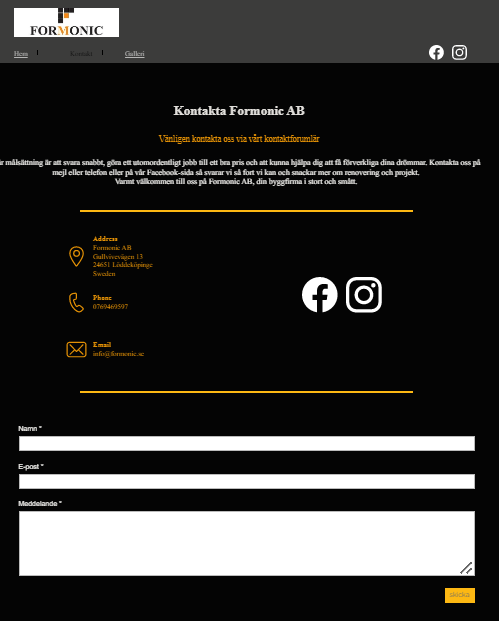 FORMONIC
Hem
Kontakt
Galleri
Kontakta Formonic AB
Vänligen kontakta oss via vårt kontaktforumlär
målsättning är att svara snabbt, göra ett utomordentligt jobb till ett bra pris och att kunna hjälpa dig att få förverkliga dina drömmar. Kontakta oss på
mejl eller telefon eller på vår Facebook-sida så svarar vi så fort vi kan och snackar mer om renovering och projekt.
Varmt välkommen till oss på Formonic AB, din byggfirma i stort och smått.
Address
Formonic AB
Gullvivevägen 13
24651 Löddeköpinge
Sweden
Phone
0769469597
Email
info@formonic.se
Namn *
E-post *
Meddelande *
skicka